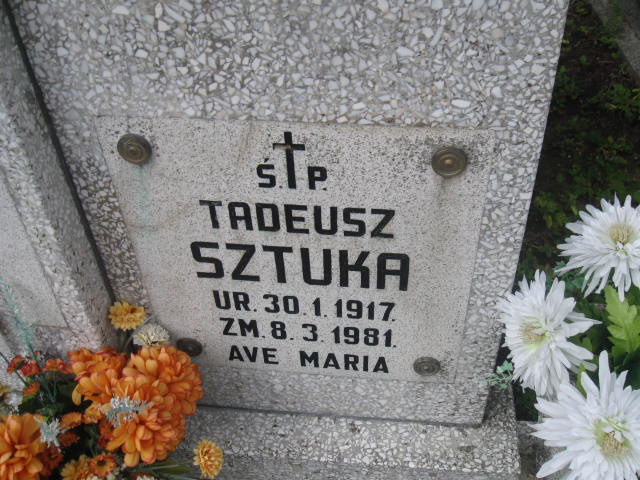 Ś.P.
TADEUSZ
SZTUKA
UR. 30.1.1917.
ZM. 8.3.1981.
AVE MARIA